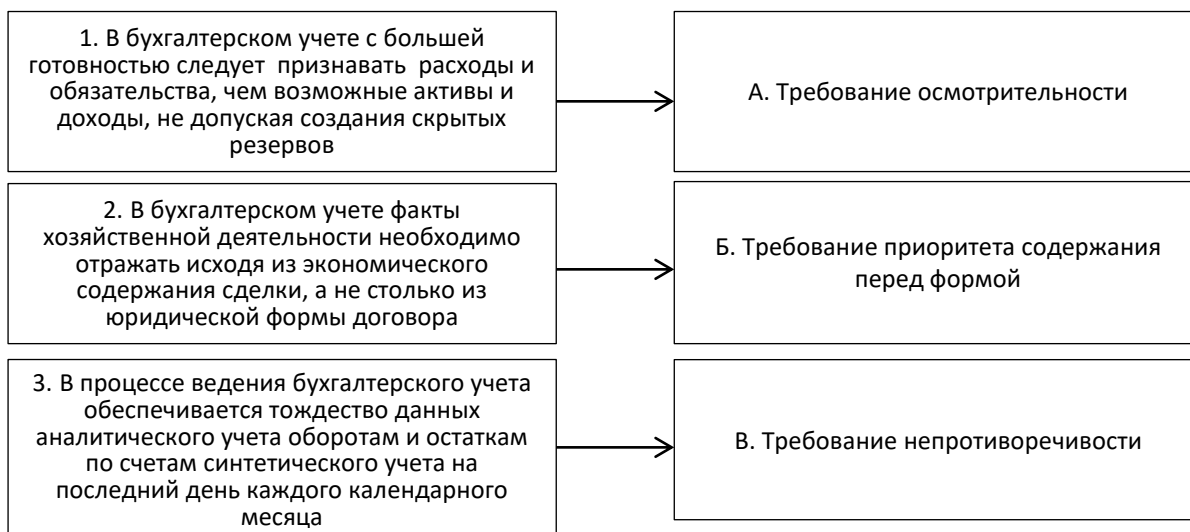 1. В бухгалтерском учете с большей
готовностью следует признавать расходы и
обязательства, чем возможные активы и
доходы, не допуская создания скрытых
резервов
А. Требование осмотрительности
2. В бухгалтерском учете факты
хозяйственной деятельности необходимо
отражать исходя из экономического
содержания сделки, а не столько из
юридической формы договора
Б. Требование приоритета содержания
перед формой
3. В процессе ведения бухгалтерского учета
обеспечивается тождество данных
аналитического учета оборотам и остаткам
по счетам синтетического учета на
последний день каждого календарного
месяца
В. Требование непротиворечивости